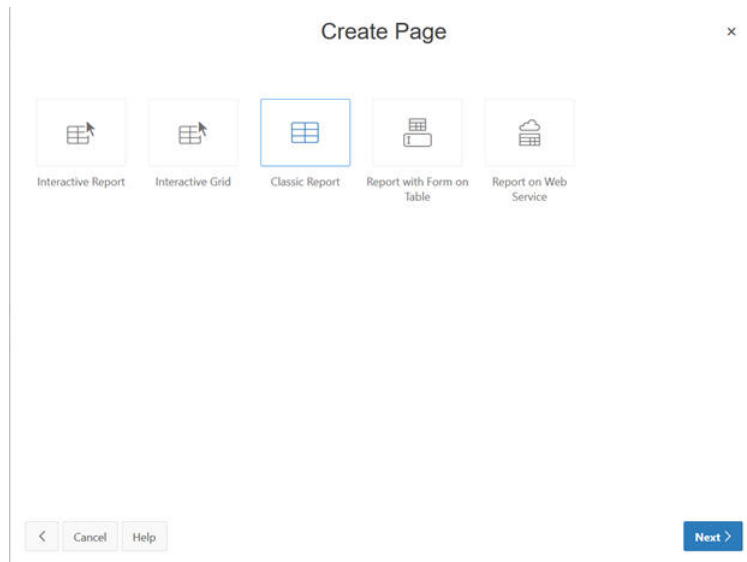 Create Page
×
Interactive Report
Interactive Grid
Classic Report
Report with Form on
Table
Report on Web
Service
Cancel
Help
Next